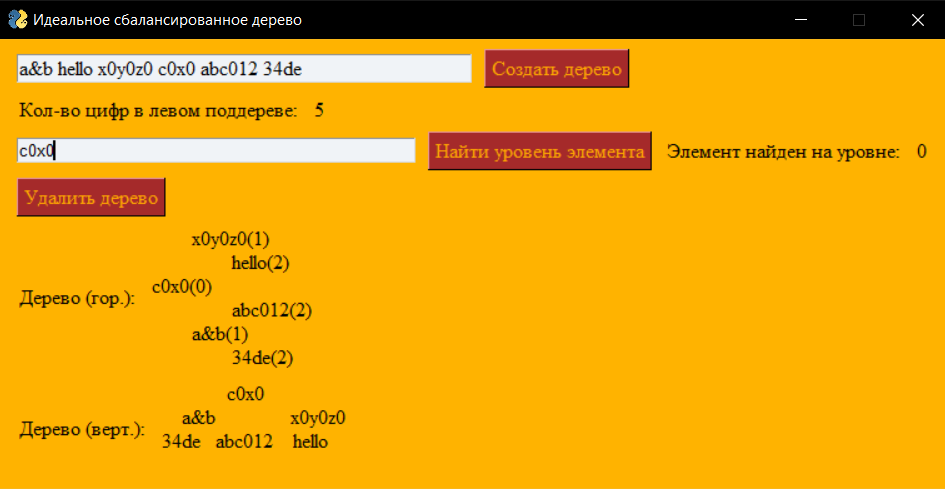 Идеальное сбалансированное дерево
a&b hello x0y0z0 c0x0 abc012 34de Создать дерево
Кол-во цифр в левом поддереве: 5
c0x0 Найти уровень элемента Элемент найден на уровне: 0
Удалить дерево
x0y0z0(1)
hello(2)
Дерево (гор.): c0x0(0)
abc012(2)
a&b(1)
34de(2)
c0x0
a&b x0y0z0
Дерево (верт.): 34de abc012 hello